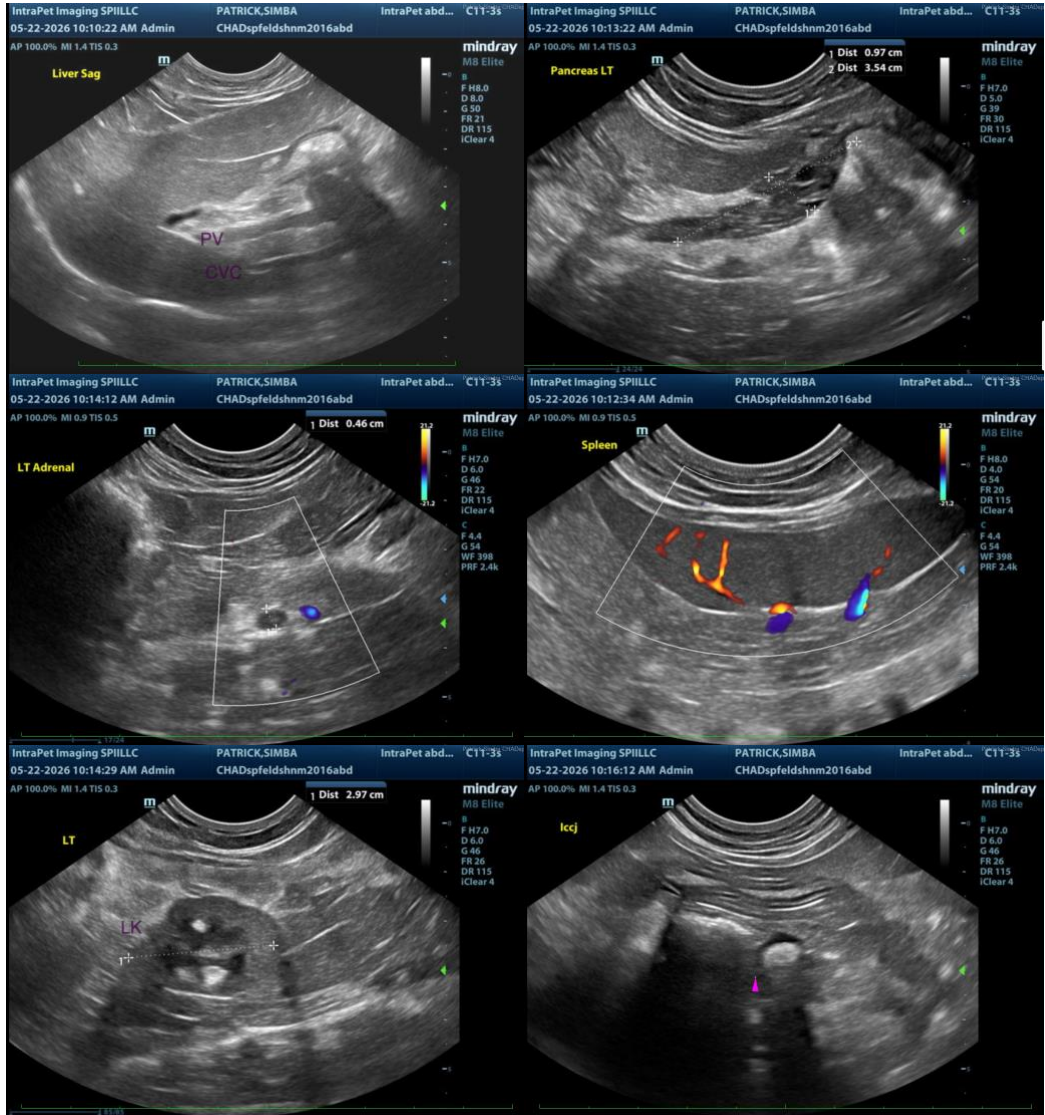 IntraPet Imaging SPIILLC PATRICK,SIMBA IntraPet abd... C11-3s
05-22-2026 10:10:22 AM Admin CHADspfeldshnm2016abd
AP 100.0% MI 1.4 TIS 0.3
mindray
M8 Elite
m
Liver Sag
B
F H8.0
D 8.0
G 50
FR 21
DR 115
iClear 4
PV
CVC
IntraPet Imaging SPIILLC PATRICK,SIMBA IntraPet abd... C11-3s
05-22-2026 10:13:22 AM Admin CHADspfeldshnm2016abd
AP 100.0% MI 1.4 TIS 0.3
1 Dist 0.97 cm
2 Dist 3.54 cm
mindray
M8 Elite
m
Pancreas LT
B
F H7.0
D 5.0
G 39
FR 30
DR 115
iClear 4
2
1
24/24
IntraPet Imaging SPIILLC PATRICK,SIMBA IntraPet abd... C11-3s
05-22-2026 10:14:12 AM Admin CHADspfeldshnm2016abd
AP 100.0% MI 0.9 TIS 0.5
1 Dist 0.46 cm
mindray
M8 Elite
m
LT Adrenal
21.2
-21.2
B
F H7.0
D 6.0
G 46
FR 22
DR 115
iClear 4
C
F 4.4
G 54
WF 398
PRF 2.4k
17/24
IntraPet Imaging SPIILLC PATRICK,SIMBA IntraPet abd... C11-3s
05-22-2026 10:12:34 AM Admin CHADspfeldshnm2016abd
AP 100.0% MI 0.9 TIS 0.5
mindray
M8 Elite
m
Spleen
21.2
-21.2
B
F H8.0
D 4.0
G 54
FR 20
DR 115
iClear 4
C
F 4.4
G 54
WF 398
PRF 2.4k
IntraPet Imaging SPIILLC PATRICK,SIMBA IntraPet abd... C11-3s
05-22-2026 10:14:29 AM Admin CHADspfeldshnm2016abd
AP 100.0% MI 1.4 TIS 0.3
1 Dist 2.97 cm
mindray
M8 Elite
m
LT
B
F H7.0
D 6.0
G 46
FR 26
DR 115
iClear 4
LK
1
IntraPet Imaging SPIILLC PATRICK,SIMBA IntraPet abd... C11-3s
05-22-2026 10:16:12 AM Admin CHADspfeldshnm2016abd
AP 100.0% MI 1.4 TIS 0.3
mindray
M8 Elite
m
Iccj
B
F H7.0
D 6.0
G 46
FR 26
DR 115
iClear 4